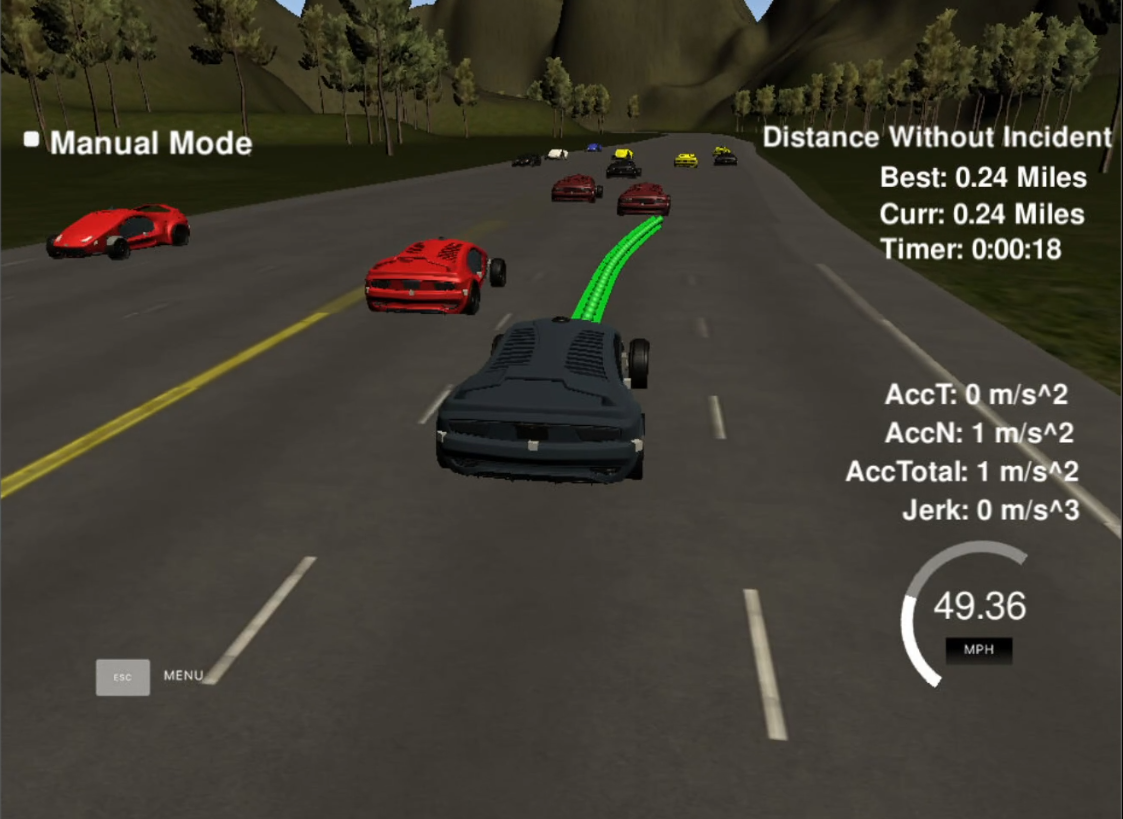 Manual Mode
Distance Without Incident
Best: 0.24 Miles
Curr: 0.24 Miles
Timer: 0:00:18
AccT: 0 m/s^2
AccN: 1 m/s^2
AccTotal: 1 m/s^2
Jerk: 0 m/s^3
49.36
MPH
ESC MENU